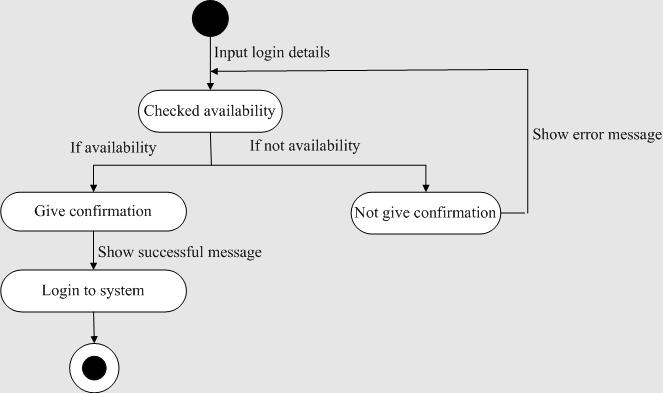 Input login details
Checked availability
Show error message
If availability
If not availability
Give confirmation
Not give confirmation
Show successful message
Login to system